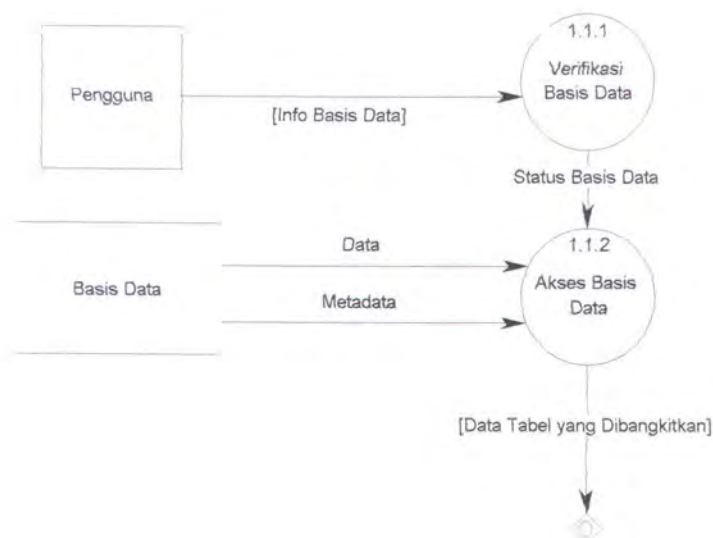 1.1.1
Verifikasi
Basis Data
Pengguna
[Info Basis Data]
Status Basis Data
Data
1.1.2
Akses Basis
Data
Basis Data
Metadata
[Data Tabel yang Dibangkitkan]